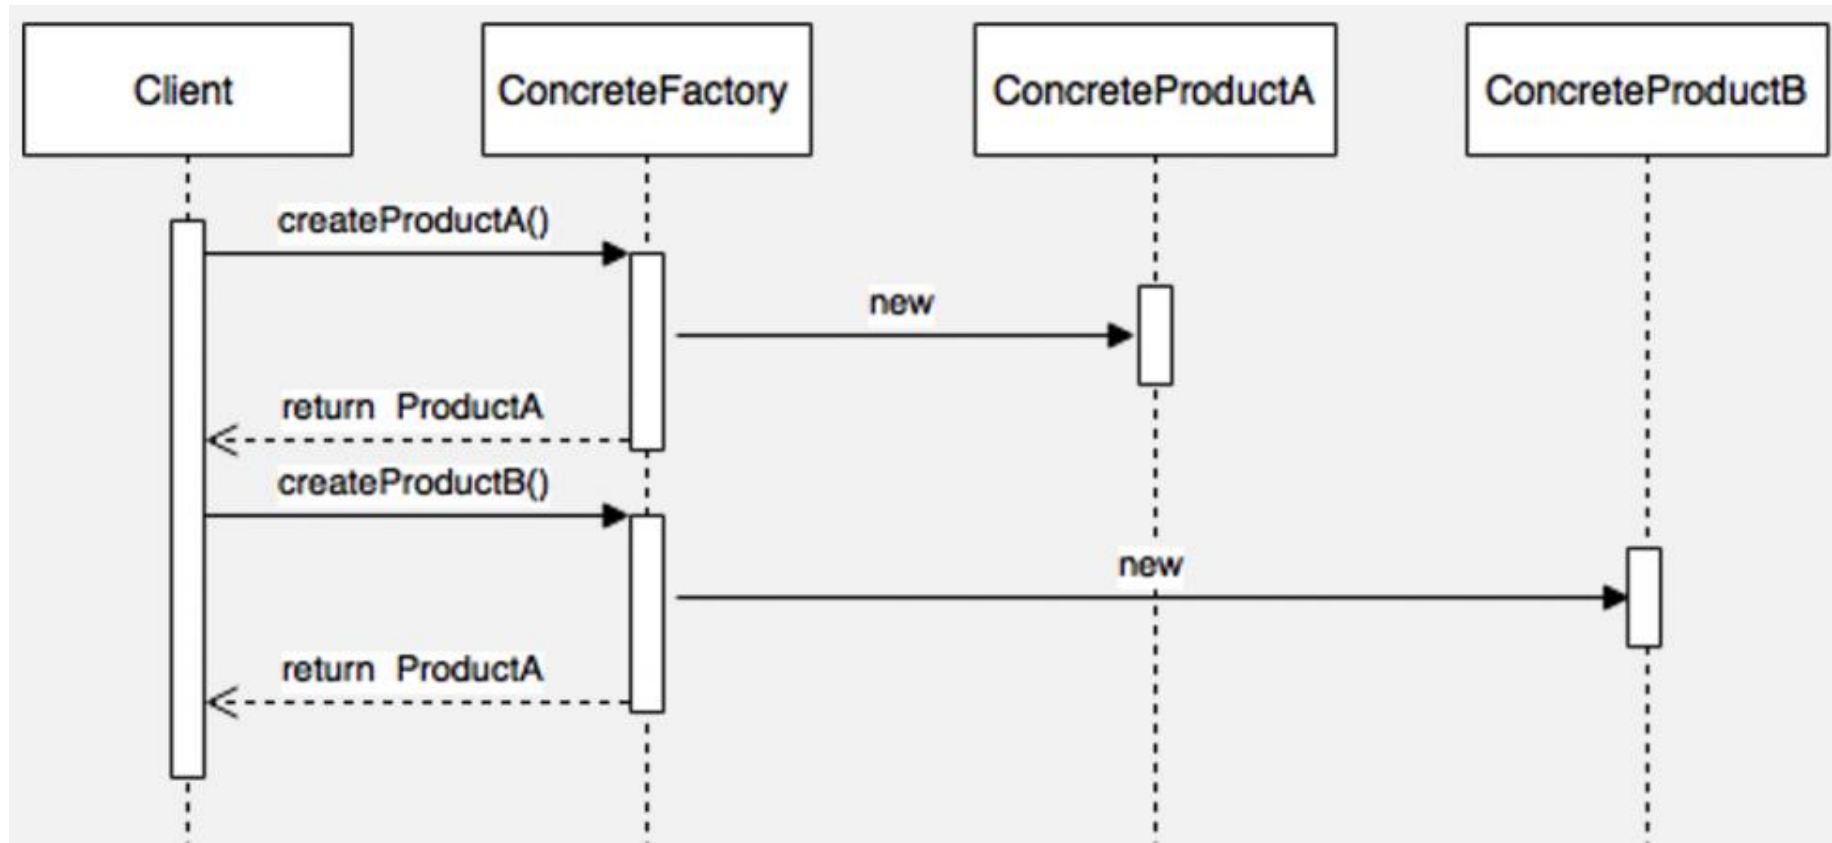 Client
ConcreteFactory
ConcreteProductA
ConcreteProductB
createProductA()
new
return ProductA
createProductB()
new
return ProductA